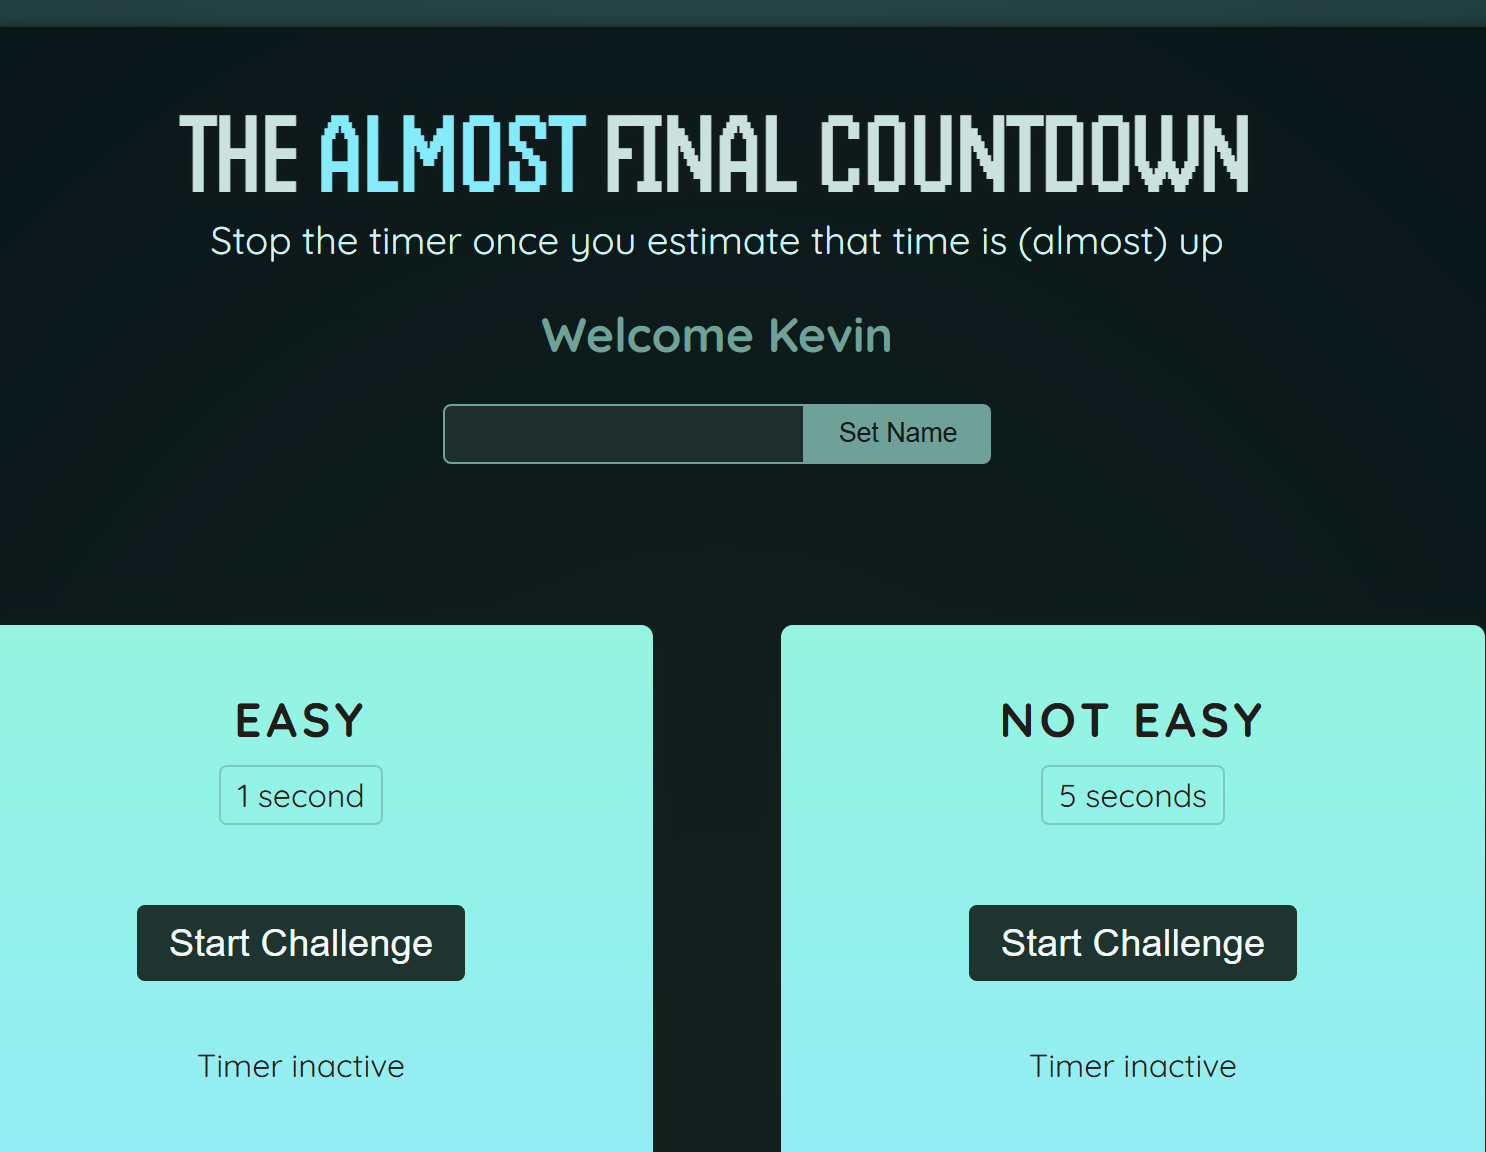 THE ALMOST FINAL COUNTDOWN
Stop the timer once you estimate that time is (almost) up
Welcome Kevin
Set Name
EASY
1 second
Start Challenge
Timer inactive
NOT EASY
5 seconds
Start Challenge
Timer inactive